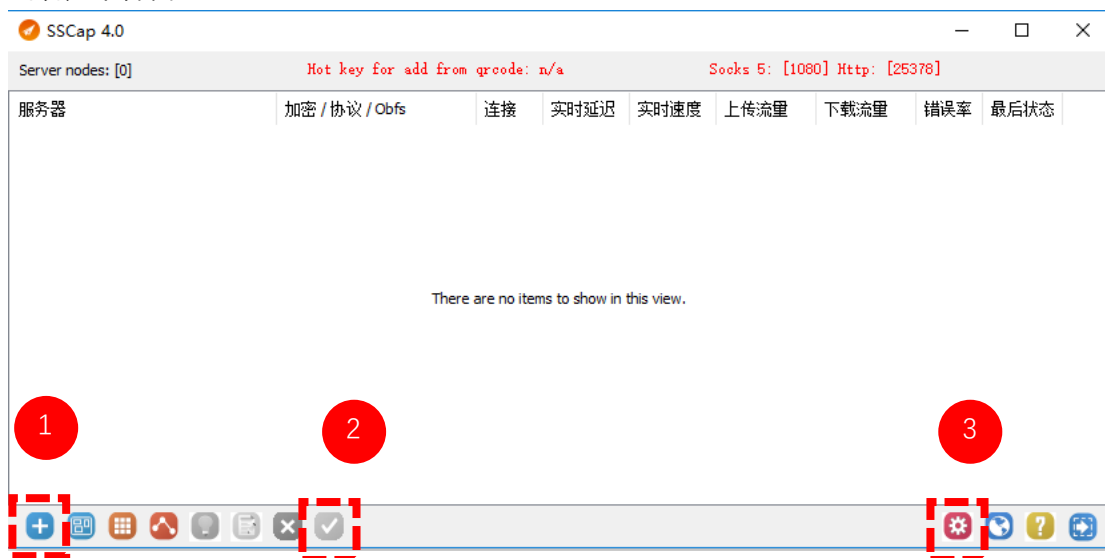 SSCap 4.0
Server nodes: [0] Hot key for add from qrcode: n/a Socks 5: [1080] Http: [25378]
服务器 加密 / 协议 / Obfs 连接 实时延迟 实时速度 上传流量 下载流量 错误率 最后状态
There are no items to show in this view.
1 2 3
?